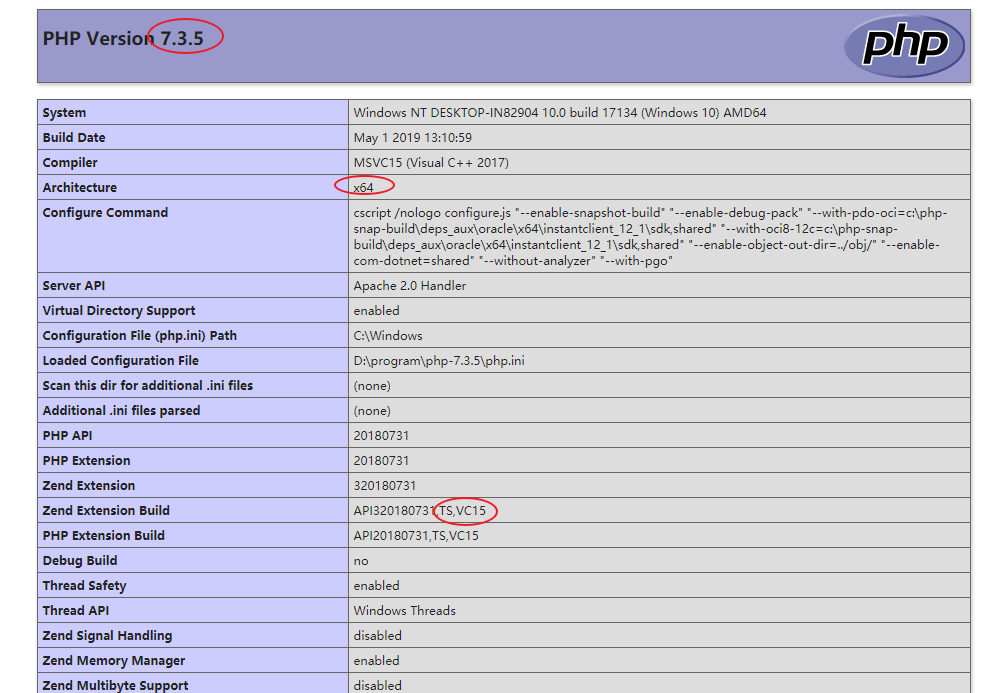 PHP Version 7.3.5
php
System Windows NT DESKTOP-IN82904 10.0 build 17134 (Windows 10) AMD64
Build Date May 1 2019 13:10:59
Compiler MSVC15 (Visual C++ 2017)
Architecture x64
Configure Command cscript /nologo configure.js "--enable-snapshot-build" "--enable-debug-pack" "--with-pdo-oci=c:\php-
snap-build\deps_aux\oracle\x64\instantclient_12_1\sdk,shared" "--with-oci8-12c=c:\php-snap-
build\deps_aux\oracle\x64\instantclient_12_1\sdk,shared" "--enable-object-out-dir=../obj/" "--enable-
com-dotnet=shared" "--without-analyzer" "--with-pgo"
Server API Apache 2.0 Handler
Virtual Directory Support enabled
Configuration File (php.ini) Path C:\Windows
Loaded Configuration File D:\program\php-7.3.5\php.ini
Scan this dir for additional .ini files (none)
Additional .ini files parsed (none)
PHP API 20180731
PHP Extension 20180731
Zend Extension 320180731
Zend Extension Build API320180731,TS,VC15
PHP Extension Build API20180731,TS,VC15
Debug Build no
Thread Safety enabled
Thread API Windows Threads
Zend Signal Handling disabled
Zend Memory Manager enabled
Zend Multibyte Support disabled